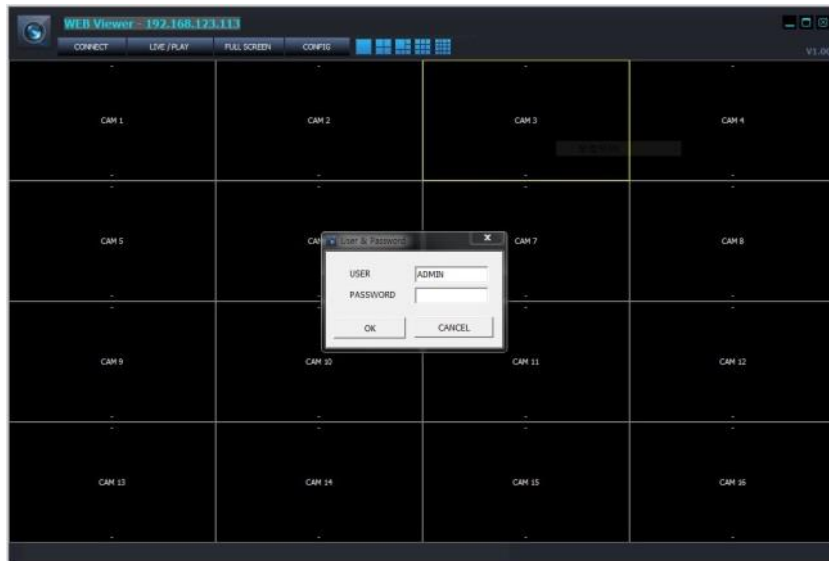 WEB Viewer - 192.168.123.113
CONNECT LIVE / PLAY FULL SCREEN CONFIG
V1.00
CAM 1 CAM 2 CAM 3 CAM 4
CAM 5 CAM 7 CAM 8
User & Password
USER ADMIN
PASSWORD
OK CANCEL
CAM 9 CAM 10 CAM 11 CAM 12
CAM 13 CAM 14 CAM 15 CAM 16